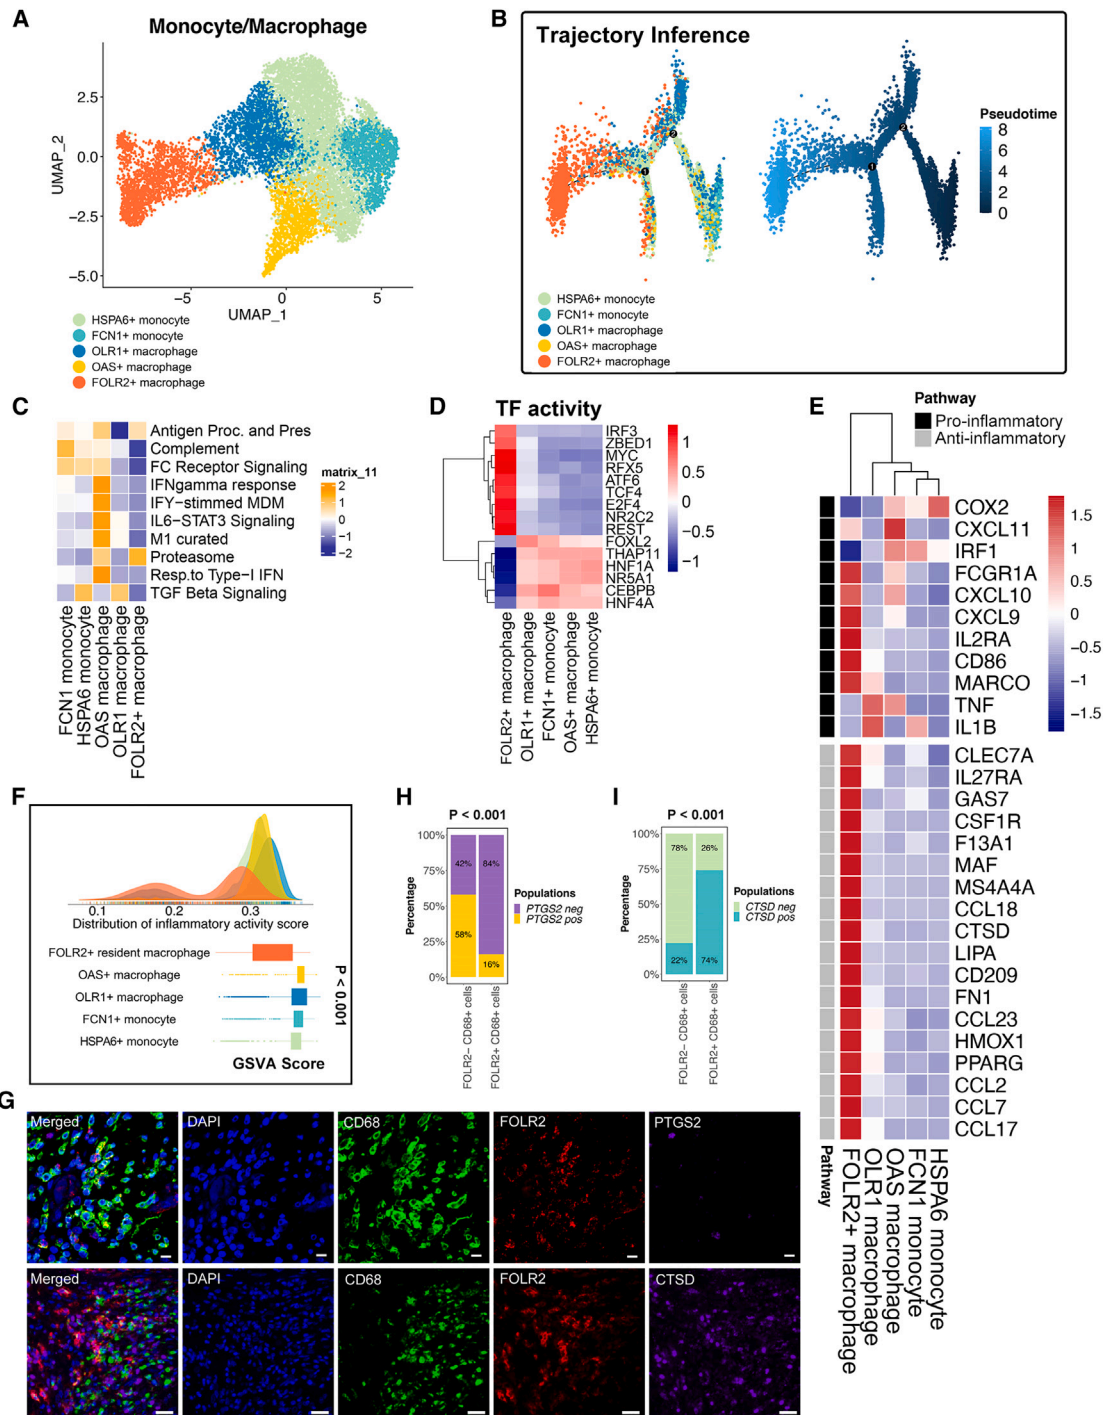 A
Monocyte/Macrophage
2.5
0.0
−2.5
−5.0
UMAP_2
−5
0
5
UMAP_1
HSPA6+ monocyte
FCN1+ monocyte
OLR1+ macrophage
OAS+ macrophage
FOLR2+ macrophage
B
Trajectory Inference
1
2
1
2
Pseudotime
8
6
4
2
0
HSPA6+ monocyte
FCN1+ monocyte
OLR1+ macrophage
OAS+ macrophage
FOLR2+ macrophage
C
Antigen Proc. and Pres
Complement
FC Receptor Signaling
IFNgamma response
IFY−stimmed MDM
IL6−STAT3 Signaling
M1 curated
Proteasome
Resp.to Type−I IFN
TGF Beta Signaling
FCN1 monocyte
HSPA6 monocyte
OAS macrophage
OLR1 macrophage
FOLR2+ macrophage
matrix_11
2
1
0
−1
−2
D
TF activity
IRF3
ZBED1
MYC
RFX5
ATF6
TCF4
E2F4
NR2C2
REST
FOXL2
THAP11
HNF1A
NR5A1
CEBPB
HNF4A
FOLR2+ macrophage
OLR1+ macrophage
FCN1+ monocyte
OAS+ macrophage
HSPA6+ monocyte
1
0.5
0
−0.5
−1
E
Pathway
Pro-inflammatory
Anti-inflammatory
COX2
CXCL11
IRF1
FCGR1A
CXCL10
CXCL9
IL2RA
CD86
MARCO
TNF
IL1B
CLEC7A
IL27RA
GAS7
CSF1R
F13A1
MAF
MS4A4A
CCL18
CTSD
LIPA
CD209
FN1
CCL23
HMOX1
PPARG
CCL2
CCL7
CCL17
1.5
1
0.5
0
−0.5
−1
−1.5
Pathway
FOLR2+ macrophage
OLR1 macrophage
OAS macrophage
FCN1 monocyte
HSPA6 monocyte
F
0.1
0.2
0.3
Distribution of inflammatory activity score
FOLR2+ resident macrophage
OAS+ macrophage
OLR1+ macrophage
FCN1+ monocyte
HSPA6+ monocyte
P < 0.001
GSVA Score
H
P < 0.001
100%
75%
50%
25%
0%
Percentage
42%
84%
58%
16%
FOLR2− CD68+ cells
FOLR2+ CD68+ cells
Populations
PTGS2 neg
PTGS2 pos
I
P < 0.001
100%
75%
50%
25%
0%
Percentage
78%
26%
22%
74%
FOLR2− CD68+ cells
FOLR2+ CD68+ cells
Populations
CTSD neg
CTSD pos
G
Merged
DAPI
CD68
FOLR2
PTGS2
Merged
DAPI
CD68
FOLR2
CTSD